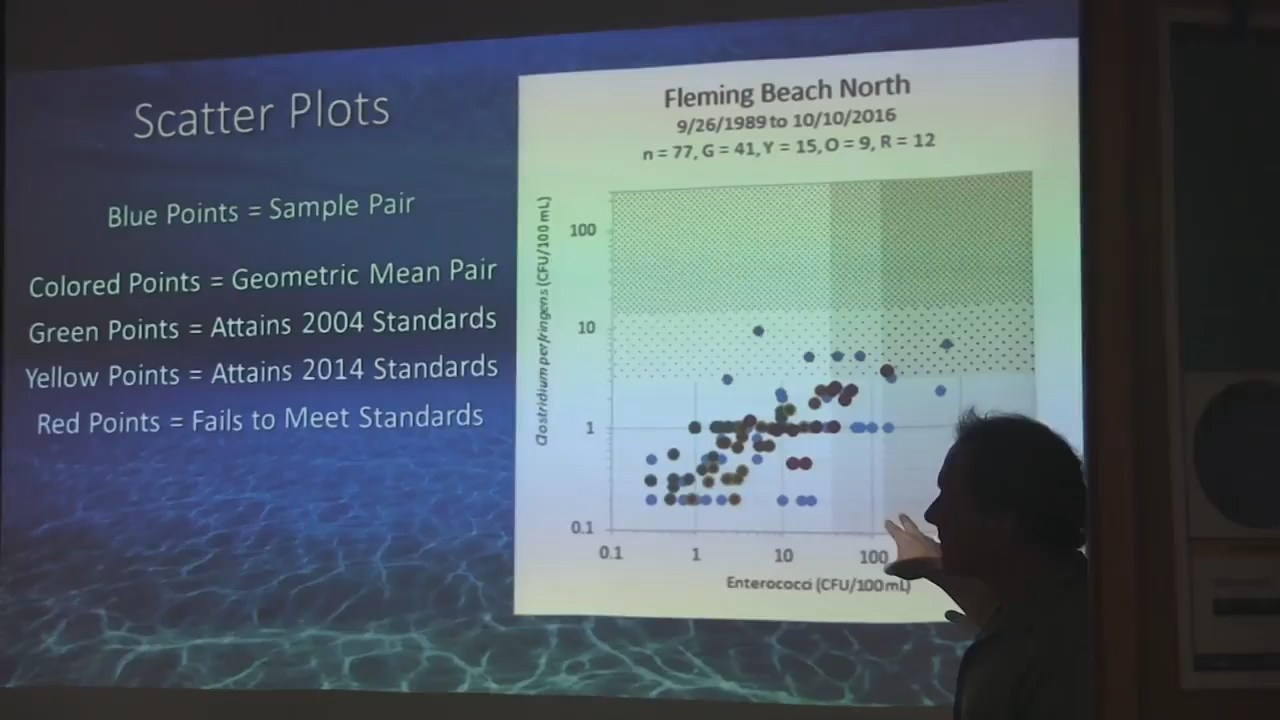 Scatter Plots
Blue Points = Sample Pair
Colored Points = Geometric Mean Pair
Green Points = Attains 2004 Standards
Yellow Points = Attains 2014 Standards
Red Points = Fails to Meet Standards
Fleming Beach North
9/26/1989 to 10/10/2016
n = 77, G = 41, Y = 15, O = 9, R = 12
Clostridium perfringens (CFU/100 mL)
100
10
1
0.1
0.1
1
10
100
Enterococci (CFU/100 mL)